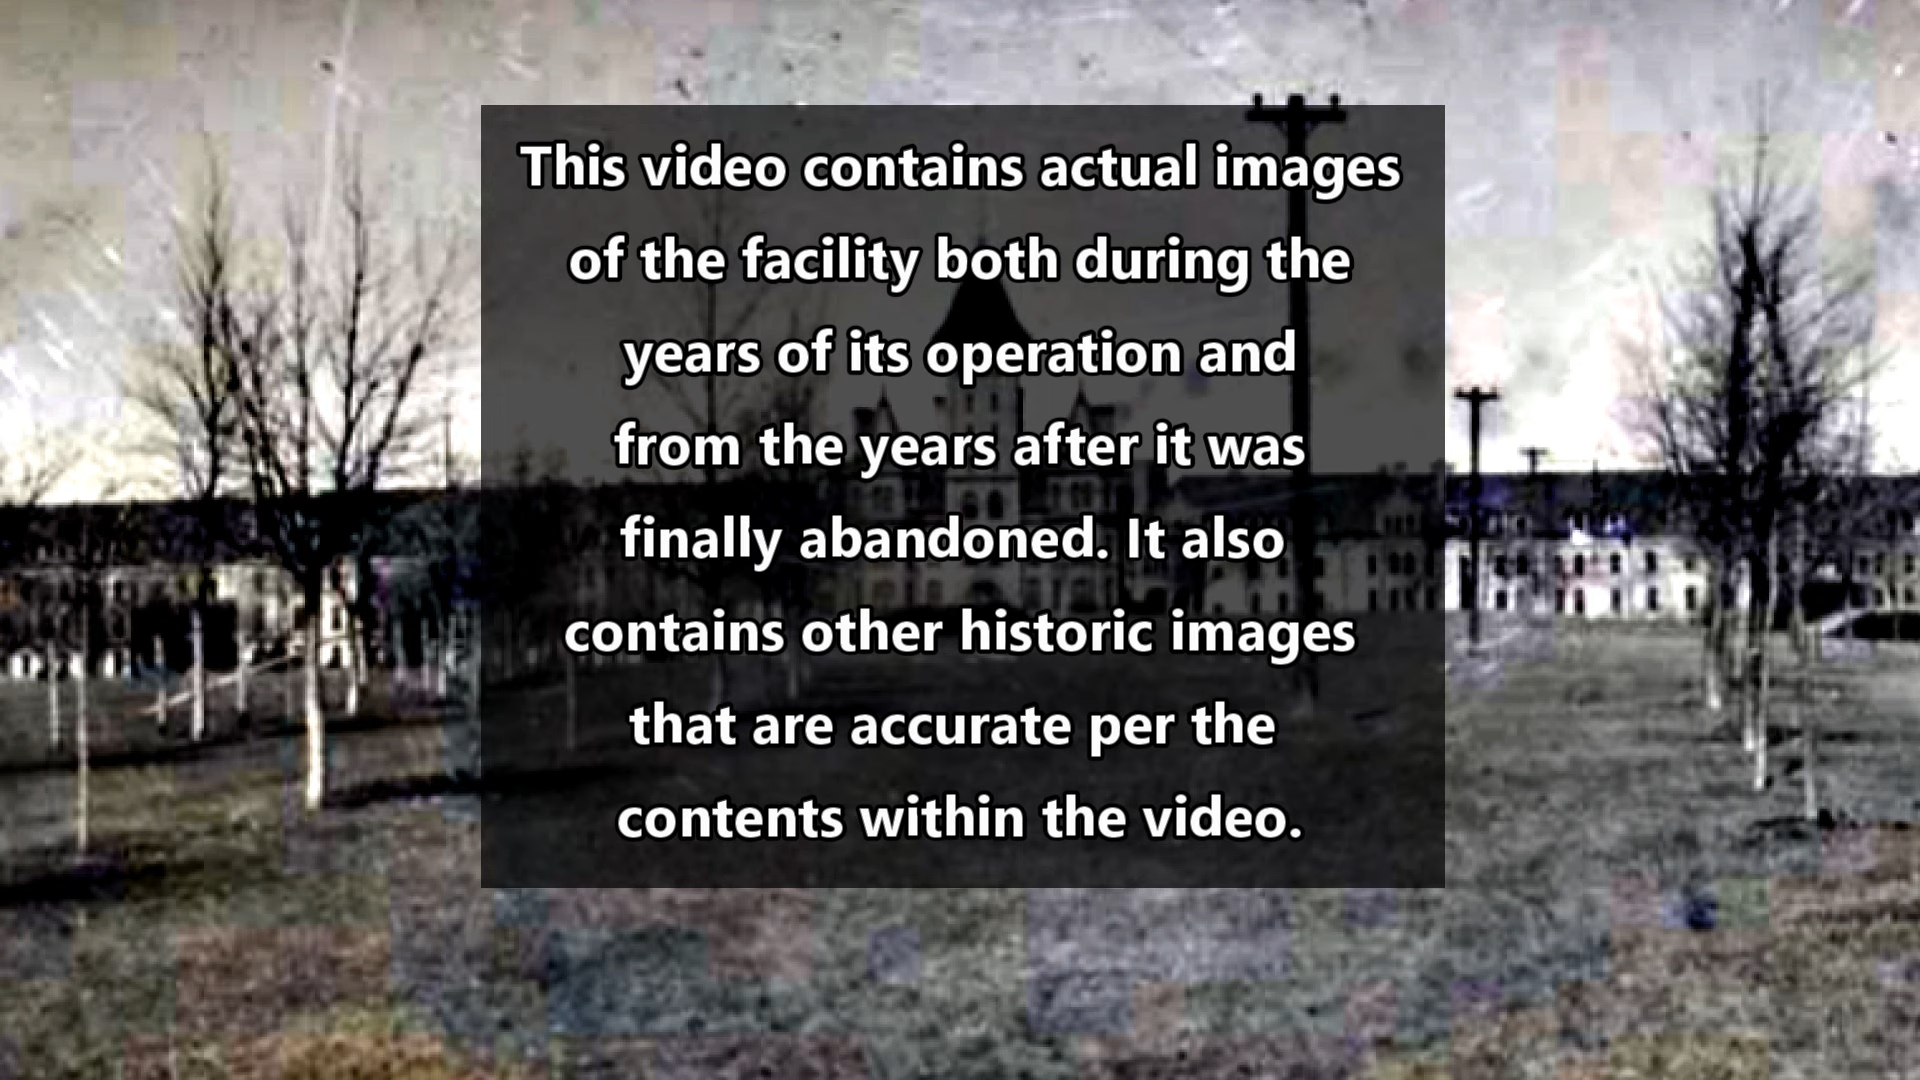 This video contains actual images
of the facility both during the
years of its operation and
from the years after it was
finally abandoned. It also
contains other historic images
that are accurate per the
contents within the video.